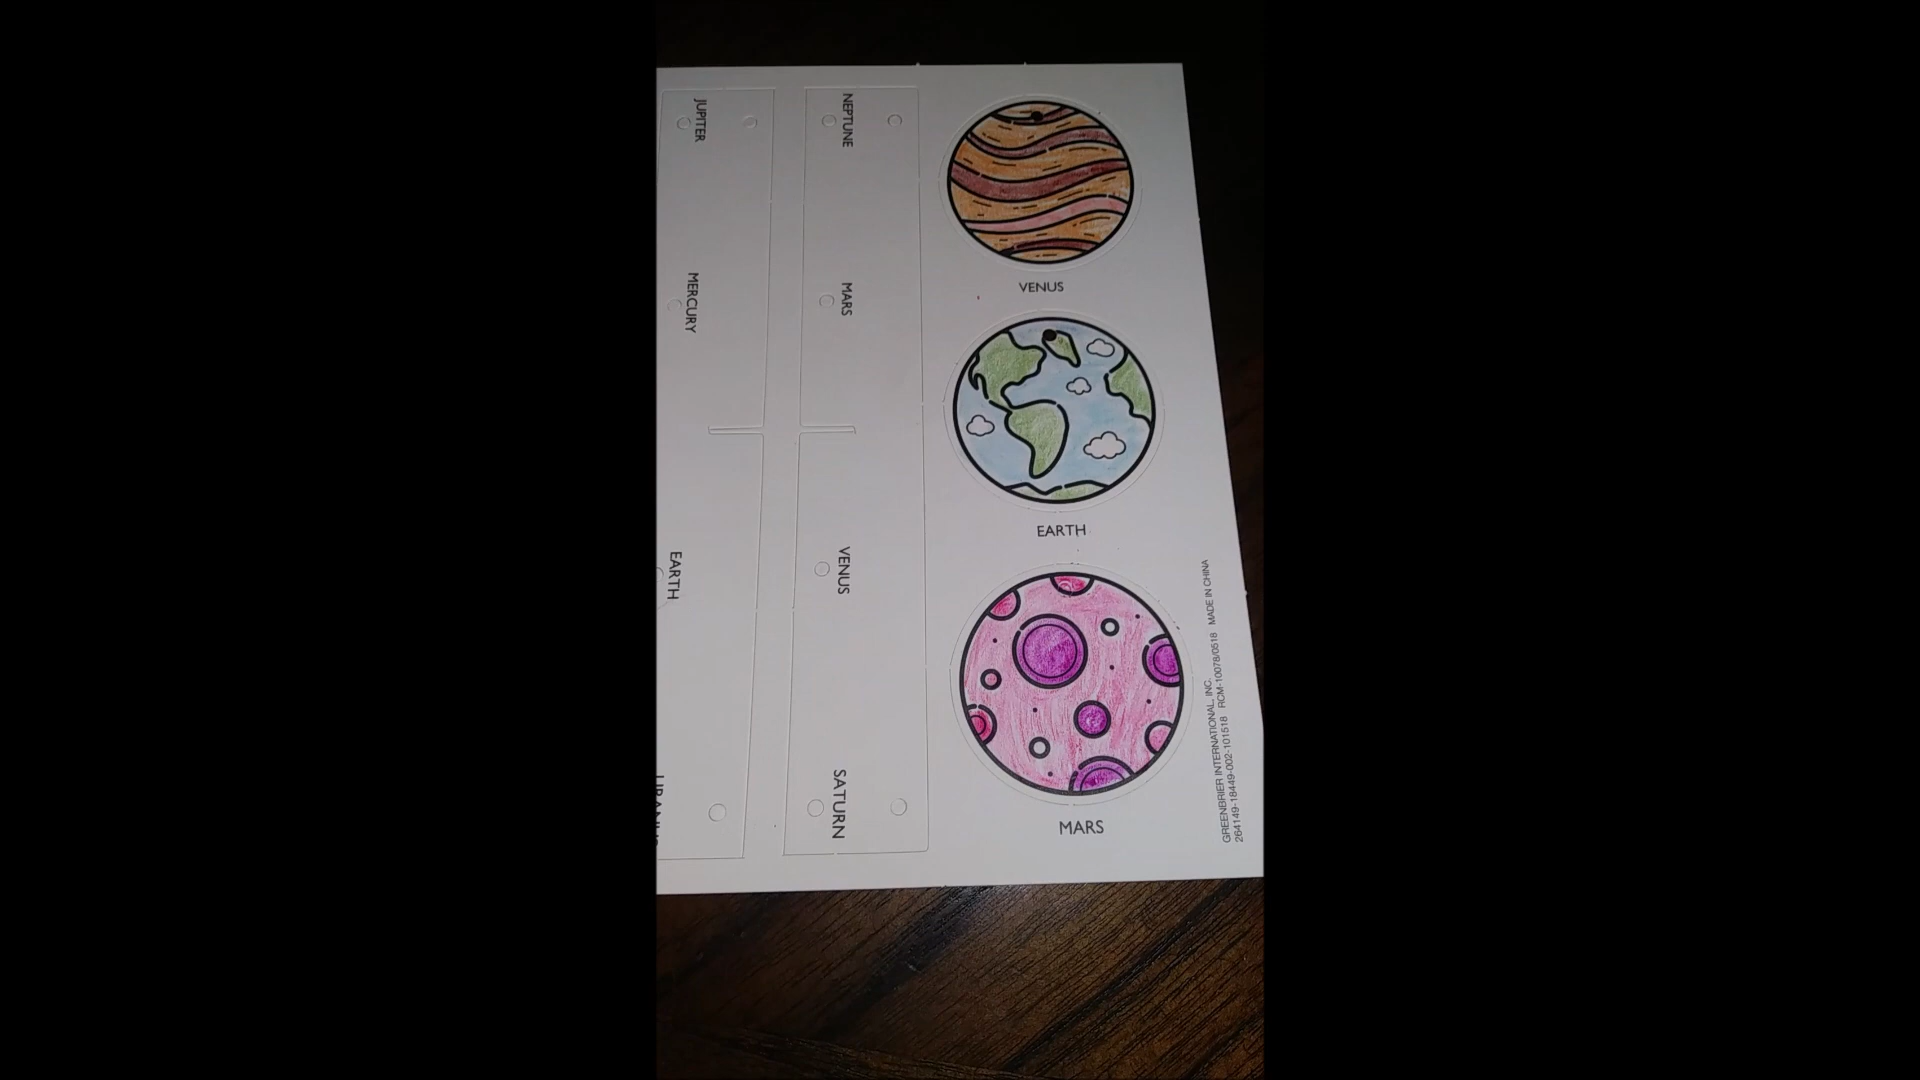 JUPITER
MERCURY
EARTH
URANUS
NEPTUNE
MARS
VENUS
SATURN
VENUS
EARTH
MARS
GREENBRIER INTERNATIONAL, INC.
264149-18449-002-101518 RCM-10078/0518 MADE IN CHINA